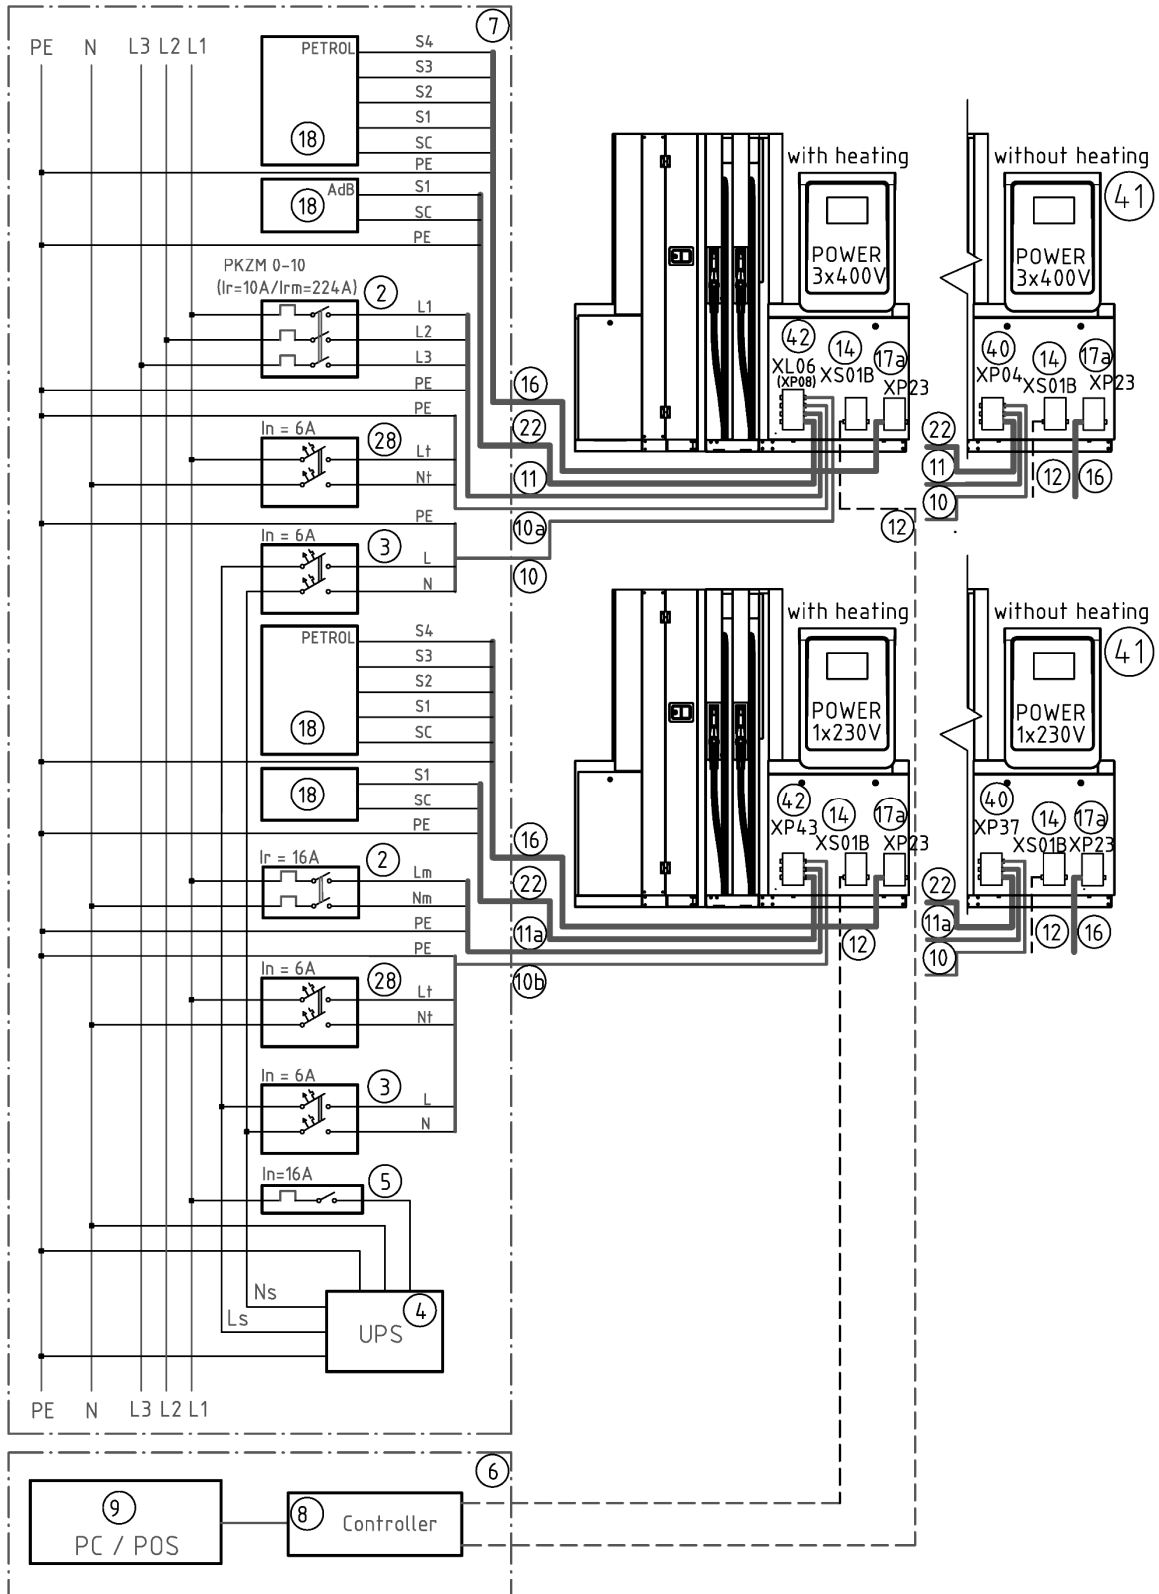 7
PE N L3 L2 L1
PETROL
18
S4
S3
S2
S1
SC
PE
AdB
18
S1
SC
PE
PKZM 0-10
(Ir=10A/Irm=224A)
2
L1
L2
L3
PE
PE
In = 6A
28
Lt
Nt
PE
In = 6A
3
L
N
16
22
11
10a
10
with heating
POWER
3x400V
42
XL06
(XP08)
14
XS01B
17a
XP23
12
without heating
41
POWER
3x400V
40
XP04
14
XS01B
17a
XP23
22
11
10
12
16
PETROL
18
S4
S3
S2
S1
SC
18
S1
SC
PE
Ir = 16A
2
Lm
Nm
PE
PE
In = 6A
28
Lt
Nt
In = 6A
3
L
N
16
22
11a
10b
with heating
POWER
1x230V
42
XP43
14
XS01B
17a
XP23
12
without heating
41
POWER
1x230V
40
XP37
14
XS01B
17a
XP23
22
11a
10
12
16
In=16A
5
Ns
Ls
4
UPS
PE N L3 L2 L1
6
9
PC / POS
8
Controller